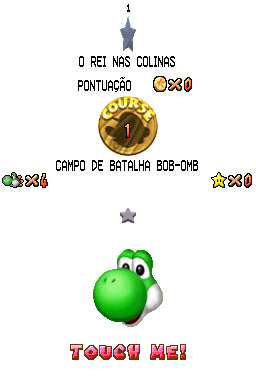 1
O REI NAS COLINAS
PONTUAÇÃO ×0
COURSE
1
CAMPO DE BATALHA BOB-OMB
×4 ×0
TOUCH ME!